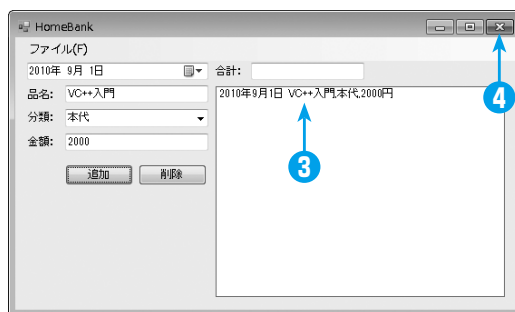 HomeBank
ファイル(F)
2010年 9月 1日
合計:
品名: VC++入門
2010年9月1日 VC++入門,本代,2000円
分類: 本代
金額: 2000
追加 削除
3
4